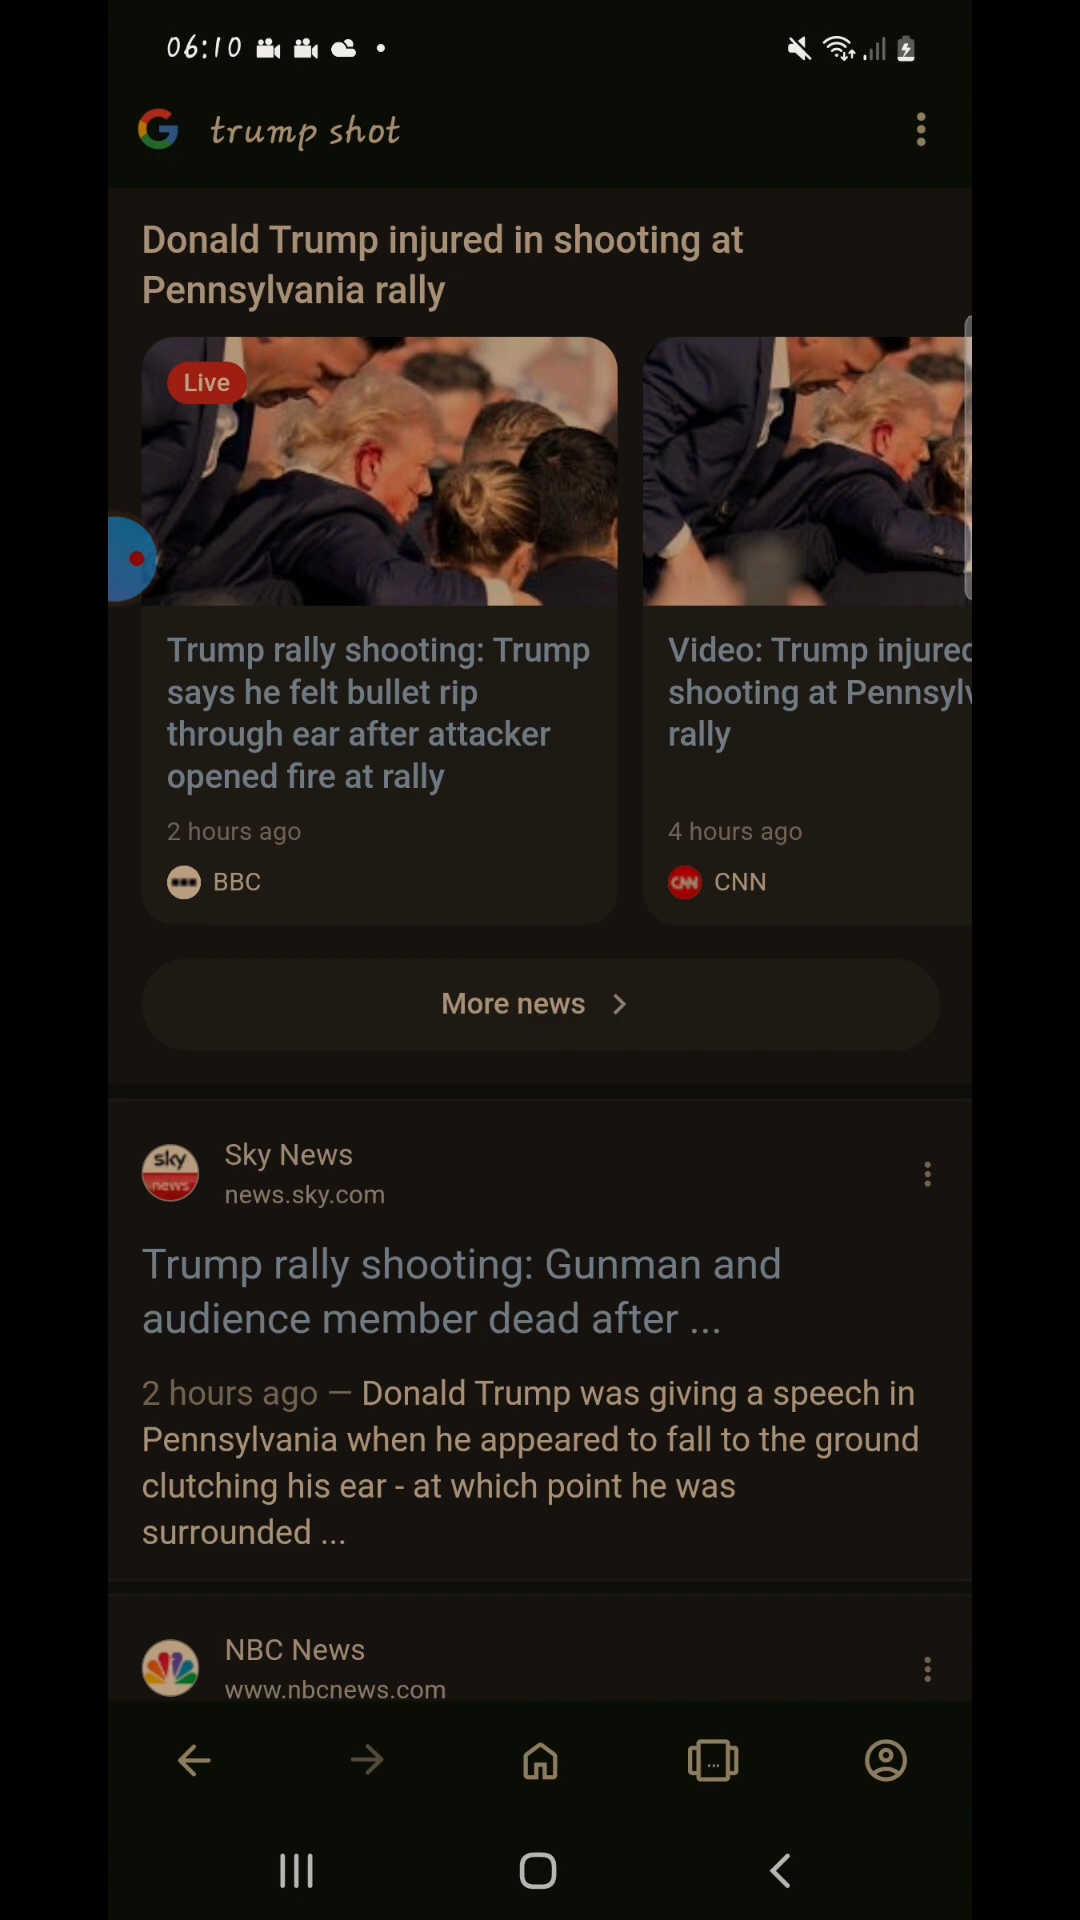 06:10
trump shot
Donald Trump injured in shooting at
Pennsylvania rally
Live
Trump rally shooting: Trump
says he felt bullet rip
through ear after attacker
opened fire at rally
2 hours ago
BBC
Video: Trump injured
shooting at Pennsylv
rally
4 hours ago
CNN
CNN
More news
sky
news
Sky News
news.sky.com
Trump rally shooting: Gunman and
audience member dead after ...
2 hours ago — Donald Trump was giving a speech in
Pennsylvania when he appeared to fall to the ground
clutching his ear - at which point he was
surrounded ...
NBC News
www.nbcnews.com